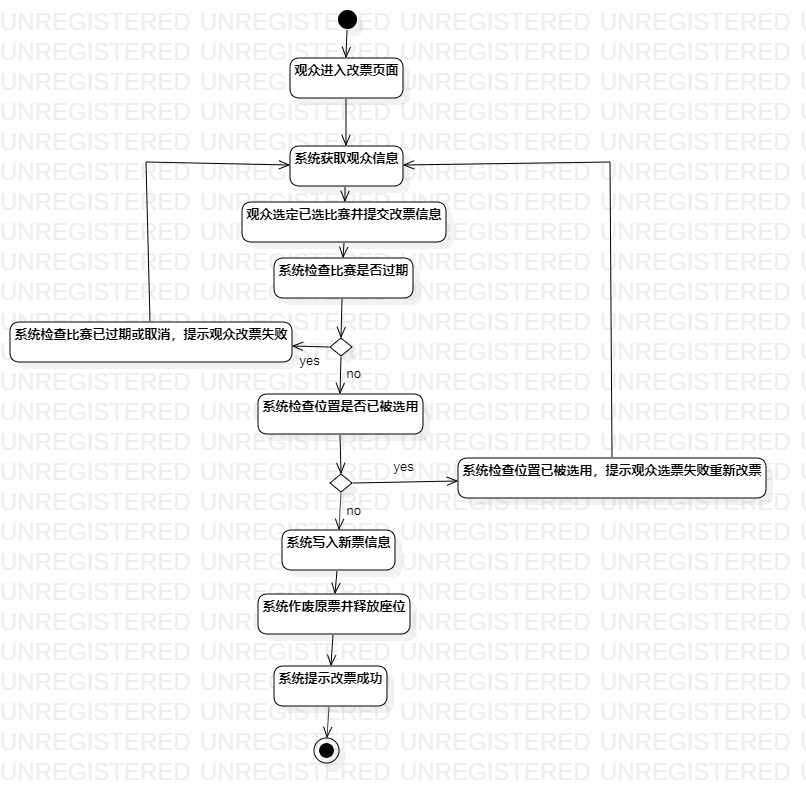 观众进入改票页面
系统获取观众信息
观众选定已选比赛并提交改票信息
系统检查比赛是否过期
系统检查比赛已过期或取消，提示观众改票失败
yes
no
系统检查位置是否已被选用
yes
系统检查位置已被选用，提示观众选票失败重新改票
no
系统写入新票信息
系统作废原票并释放座位
系统提示改票成功
UNREGISTERED